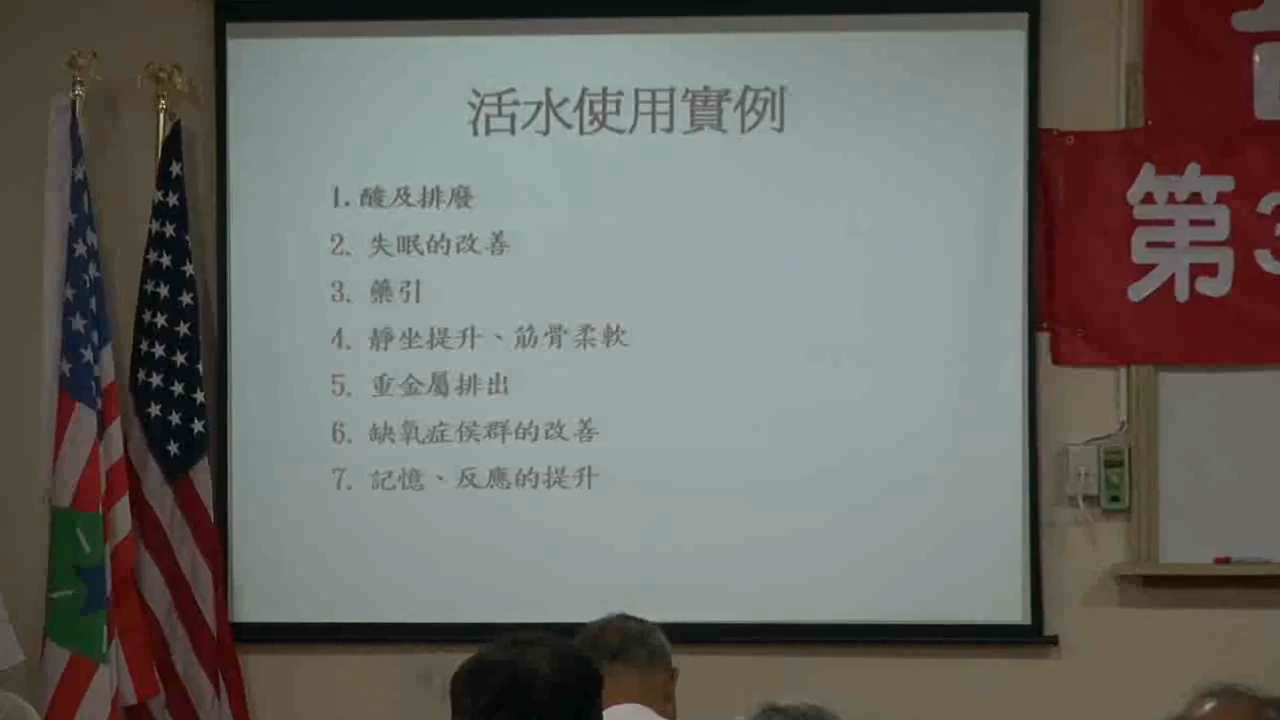 活水使用實例
1.酸及排廢
2. 失眠的改善
3. 藥引
4. 靜坐提升、筋骨柔軟
5. 重金屬排出
6. 缺氧症侯群的改善
7. 記憶、反應的提升
第3